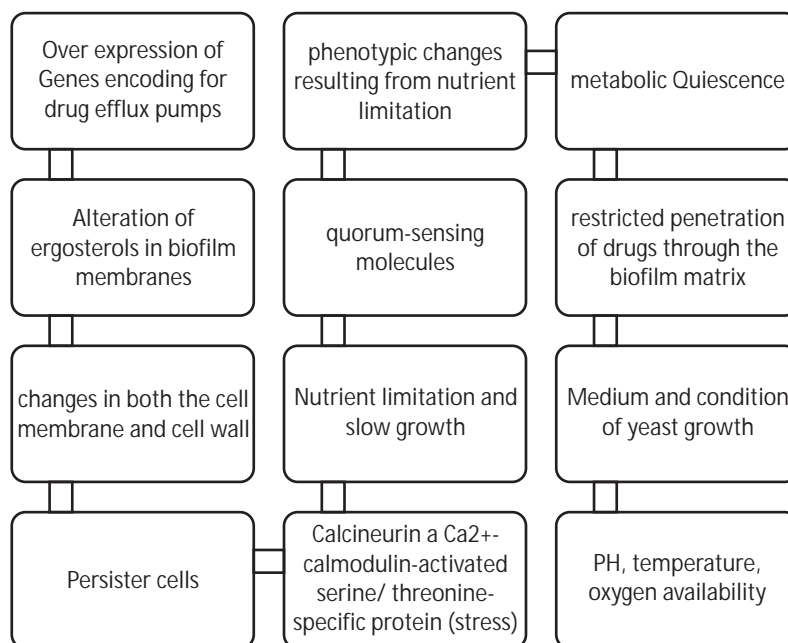 Over expression of
Genes encoding for
drug efflux pumps
Alteration of
ergosterols in biofilm
membranes
changes in both the cell
membrane and cell wall
Persister cells
Calcineurin a Ca2+-
calmodulin-activated
serine/ threonine-
specific protein (stress)
Nutrient limitation and
slow growth
quorum-sensing
molecules
phenotypic changes
resulting from nutrient
limitation
metabolic Quiescence
restricted penetration
of drugs through the
biofilm matrix
Medium and condition
of yeast growth
PH, temperature,
oxygen availability